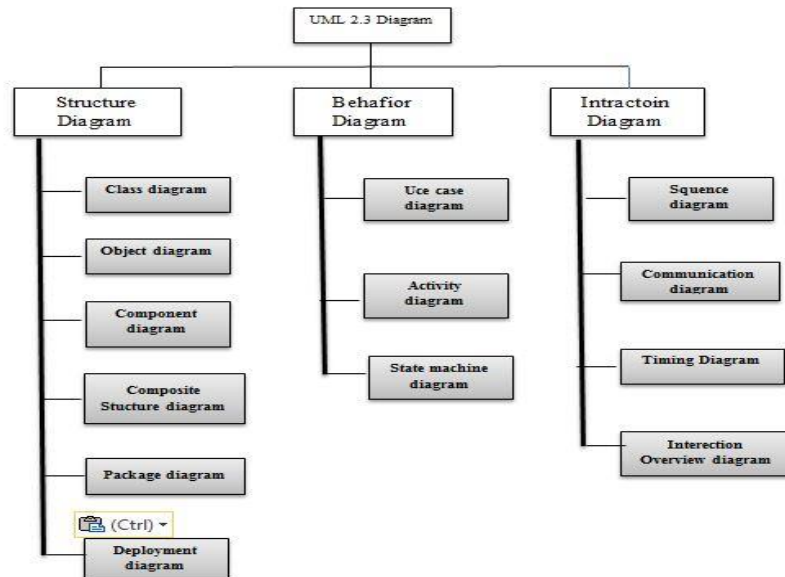 UML 2.3 Diagram
Structure
Diagram
Class diagram
Object diagram
Component
diagram
Composite
Stucture diagram
Package diagram
(Ctrl)
Deployment
diagram
Behafior
Diagram
Uce case
diagram
Activity
diagram
State machine
diagram
Intractoin
Diagram
Squence
diagram
Communication
diagram
Timing Diagram
Interection
Overview diagram